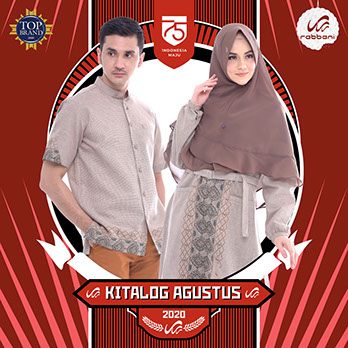 TOP
BRAND
75
INDONESIA
MAJU
rabbani
KITALOG AGUSTUS
2020